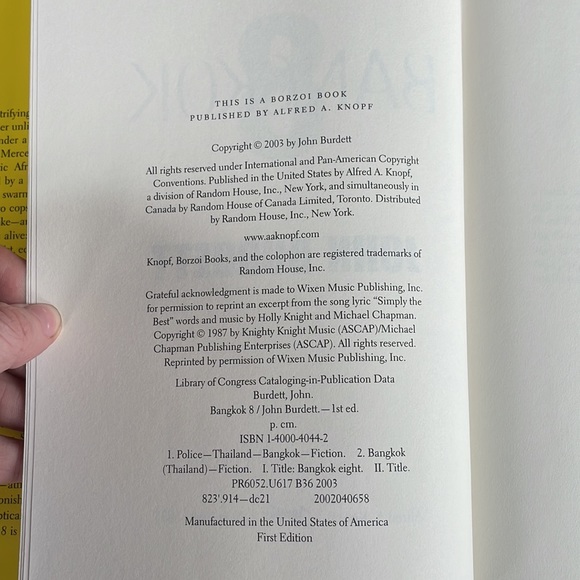 THIS IS A BORZOI BOOK
PUBLISHED BY ALFRED A. KNOPF
Copyright © 2003 by John Burdett
All rights reserved under International and Pan-American Copyright
Conventions. Published in the United States by Alfred A. Knopf,
a division of Random House, Inc., New York, and simultaneously in
Canada by Random House of Canada Limited, Toronto. Distributed
by Random House, Inc., New York.
www.aaknopf.com
Knopf, Borzoi Books, and the colophon are registered trademarks of
Random House, Inc.
Grateful acknowledgment is made to Wixen Music Publishing, Inc.
for permission to reprint an excerpt from the song lyric “Simply the
Best” words and music by Holly Knight and Michael Chapman.
Copyright © 1987 by Knighty Knight Music (ASCAP)/Michael
Chapman Publishing Enterprises (ASCAP). All rights reserved.
Reprinted by permission of Wixen Music Publishing, Inc.
Library of Congress Cataloging-in-Publication Data
Burdett, John.
Bangkok 8 / John Burdett.—1st ed.
p. cm.
ISBN 1-4000-4044-2
1. Police—Thailand—Bangkok—Fiction. 2. Bangkok
(Thailand)—Fiction. I. Title: Bangkok eight. II. Title.
PR6052.U617 B36 2003
823'.914—dc21 2002040658
Manufactured in the United States of America
First Edition